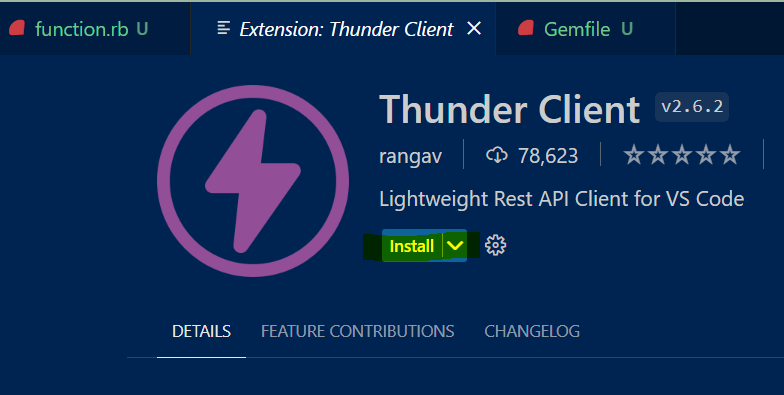 function.rb U Extension: Thunder Client Gemfile U
Thunder Client v2.6.2
rangav 78,623
Lightweight Rest API Client for VS Code
Install
DETAILS FEATURE CONTRIBUTIONS CHANGELOG